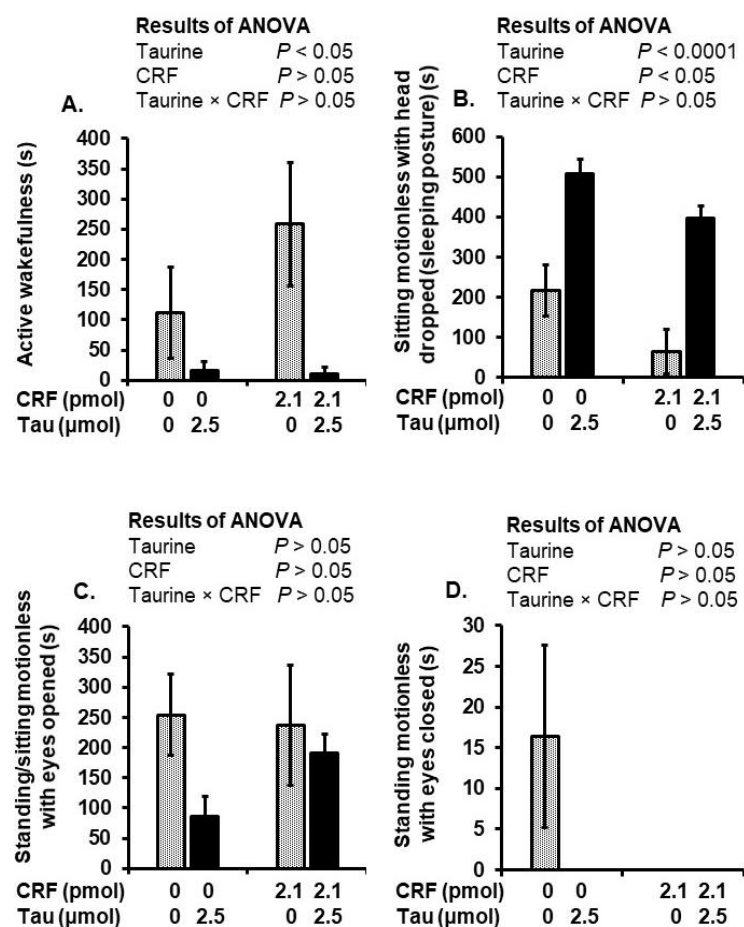 Results of ANOVA
Taurine P < 0.05
CRF P > 0.05
Taurine × CRF P > 0.05
A.
Active wakefulness (s)
400
350
300
250
200
150
100
50
0
CRF (pmol) 0 0 2.1 2.1
Tau (µmol) 0 2.5 0 2.5
Results of ANOVA
Taurine P < 0.0001
CRF P < 0.05
Taurine × CRF P > 0.05
B.
Sitting motionless with head
dropped (sleeping posture) (s)
600
500
400
300
200
100
0
CRF (pmol) 0 0 2.1 2.1
Tau (µmol) 0 2.5 0 2.5
Results of ANOVA
Taurine P > 0.05
CRF P > 0.05
Taurine × CRF P > 0.05
C.
Standing/sitting motionless
with eyes opened (s)
400
350
300
250
200
150
100
50
0
CRF (pmol) 0 0 2.1 2.1
Tau (µmol) 0 2.5 0 2.5
Results of ANOVA
Taurine P > 0.05
CRF P > 0.05
Taurine × CRF P > 0.05
D.
Standing motionless
with eyes closed (s)
30
25
20
15
10
5
0
CRF (pmol) 0 0 2.1 2.1
Tau (µmol) 0 2.5 0 2.5